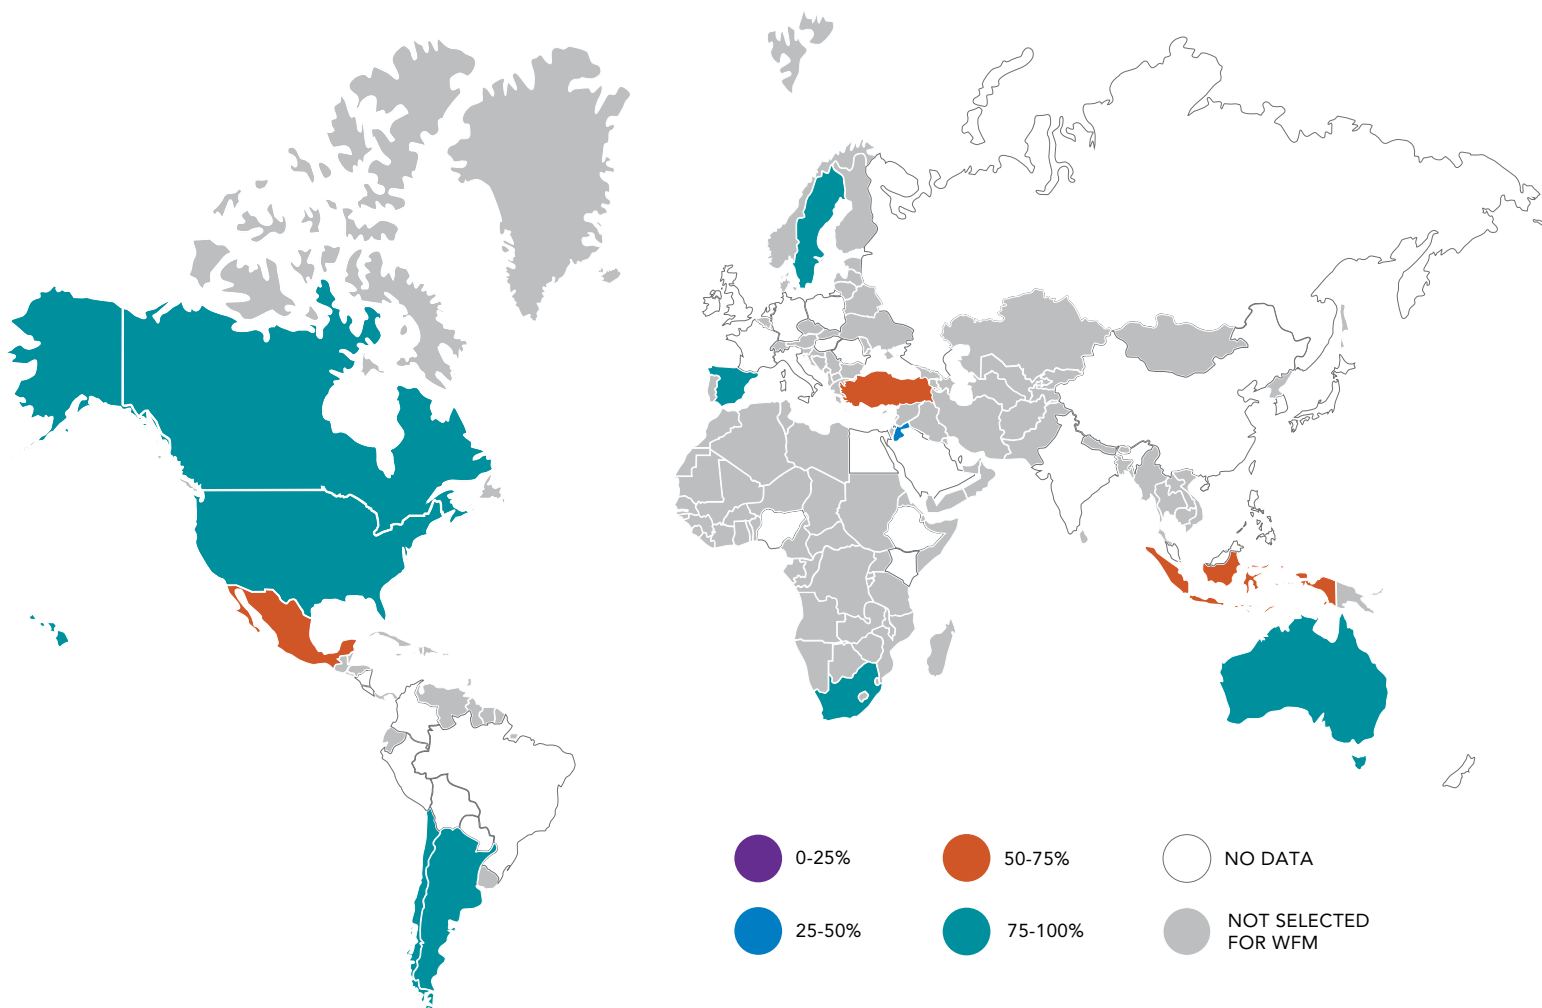 0-25%
50-75%
NO DATA
25-50%
75-100%
NOT SELECTED
FOR WFM